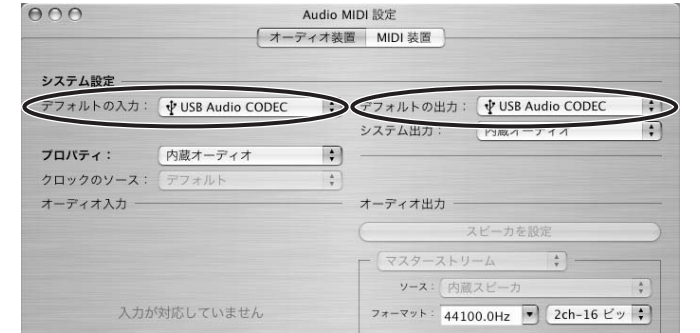 Audio MIDI 設定
オーディオ装置 MIDI 装置
システム設定
デフォルトの入力： USB Audio CODEC
デフォルトの出力： USB Audio CODEC
システム出力： 内蔵オーディオ
プロパティ： 内蔵オーディオ
クロックのソース： デフォルト
オーディオ入力
入力が対応していません
オーディオ出力
スピーカを設定
マスターストリーム
ソース： 内蔵スピーカ
フォーマット： 44100.0Hz 2ch-16 ビッ